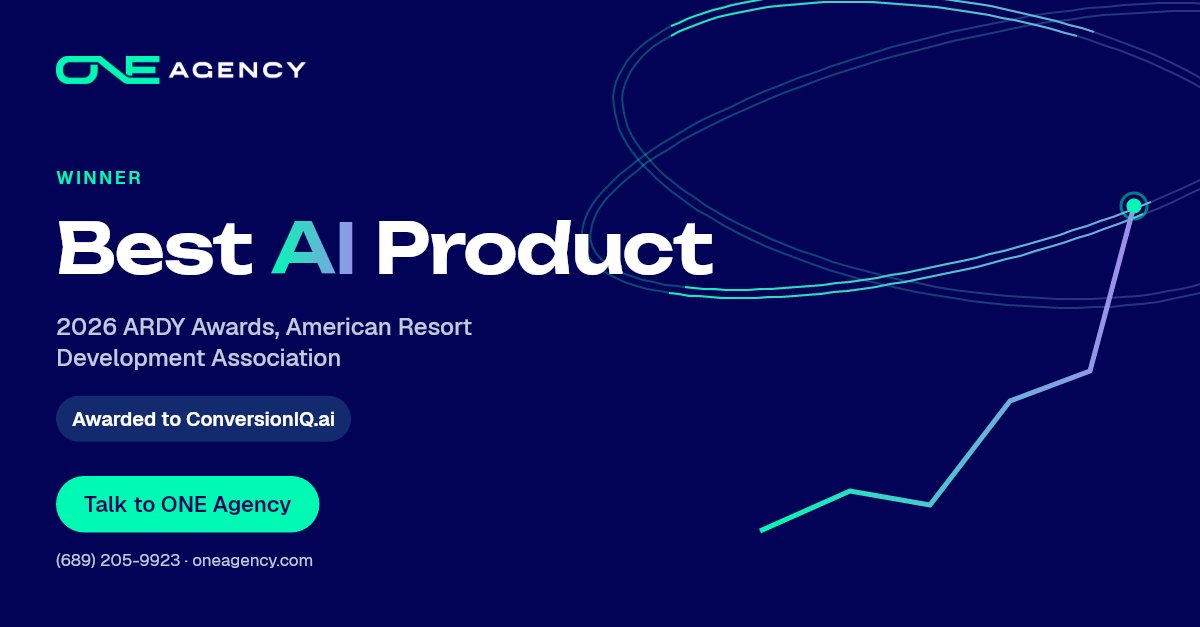 ONE AGENCY
WINNER
Best AI Product
2026 ARDY Awards, American Resort
Development Association
Awarded to ConversionIQ.ai
Talk to ONE Agency
(689) 205-9923 · oneagency.com